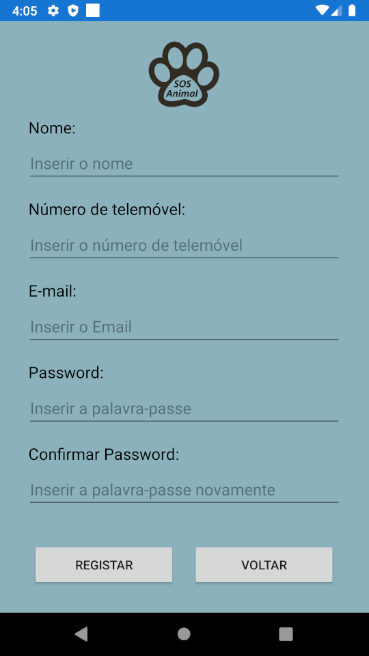 4:05
SOS
Animal
Nome:
Inserir o nome
Número de telemóvel:
Inserir o número de telemóvel
E-mail:
Inserir o Email
Password:
Inserir a palavra-passe
Confirmar Password:
Inserir a palavra-passe novamente
REGISTAR VOLTAR